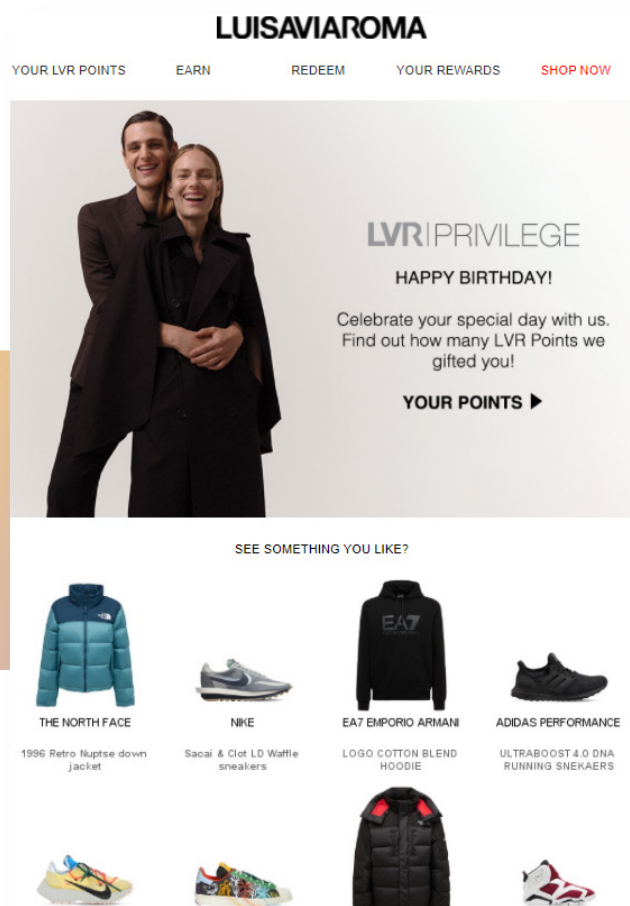 LUISAVIAROMA
YOUR LVR POINTS EARN REDEEM YOUR REWARDS SHOP NOW
LVR|PRIVILEGE
HAPPY BIRTHDAY!
Celebrate your special day with us.
Find out how many LVR Points we
gifted you!
YOUR POINTS
SEE SOMETHING YOU LIKE?
EA7
THE NORTH FACE NIKE EA7 EMPORIO ARMANI ADIDAS PERFORMANCE
1996 Retro Nuptse down Sacai & Clot LD Waffle LOGO COTTON BLEND ULTRABOOST 4.0 DNA
jacket sneakers HOODIE RUNNING SNEKAERS